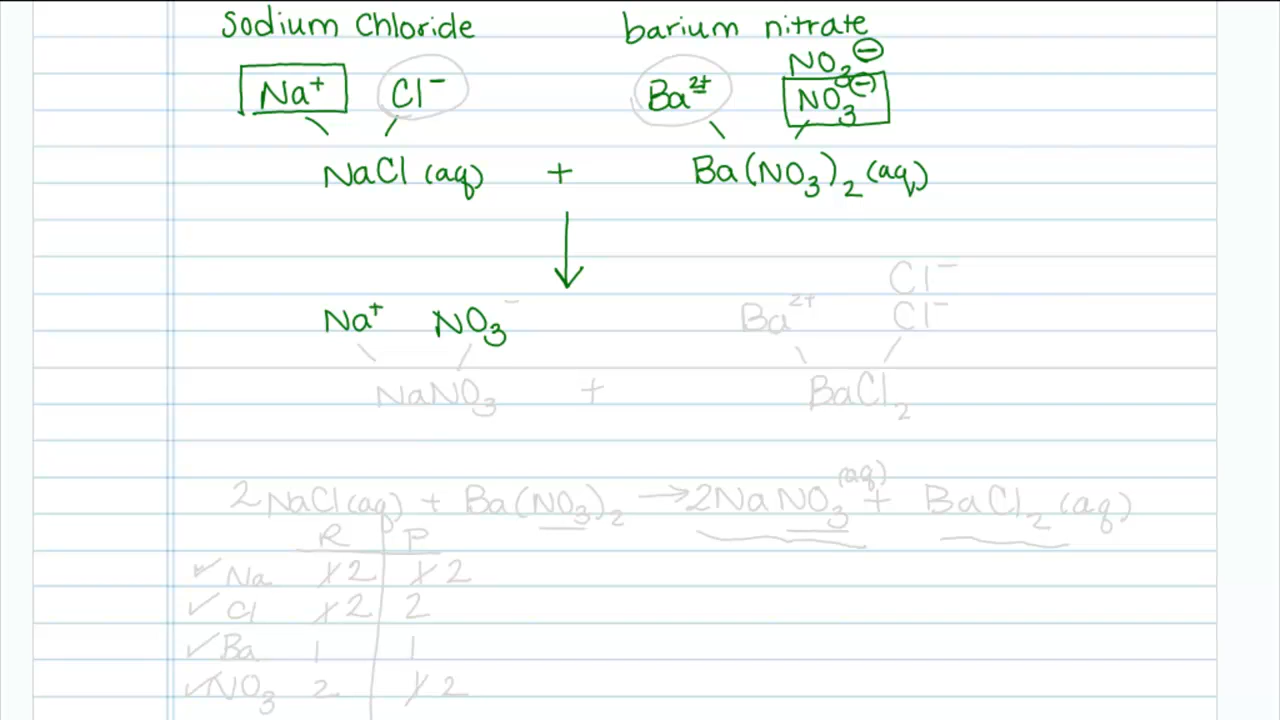 Sodium Chloride barium nitrate
NO₃⊖
Na⁺ Cl⁻ Ba²⁺ NO₃⊖
NaCl (aq) + Ba(NO₃)₂ (aq)
↓
Cl⁻
Na⁺ NO₃⁻ Ba²⁺ Cl⁻
NaNO₃ + BaCl₂
2NaCl(aq) + Ba(NO₃)₂ → 2NaNO₃(aq) + BaCl₂ (aq)
R P
✓ Na 1 2 1 2
✓ Cl 1 2 2
✓ Ba 1 1
✓ NO₃ 2 1 2